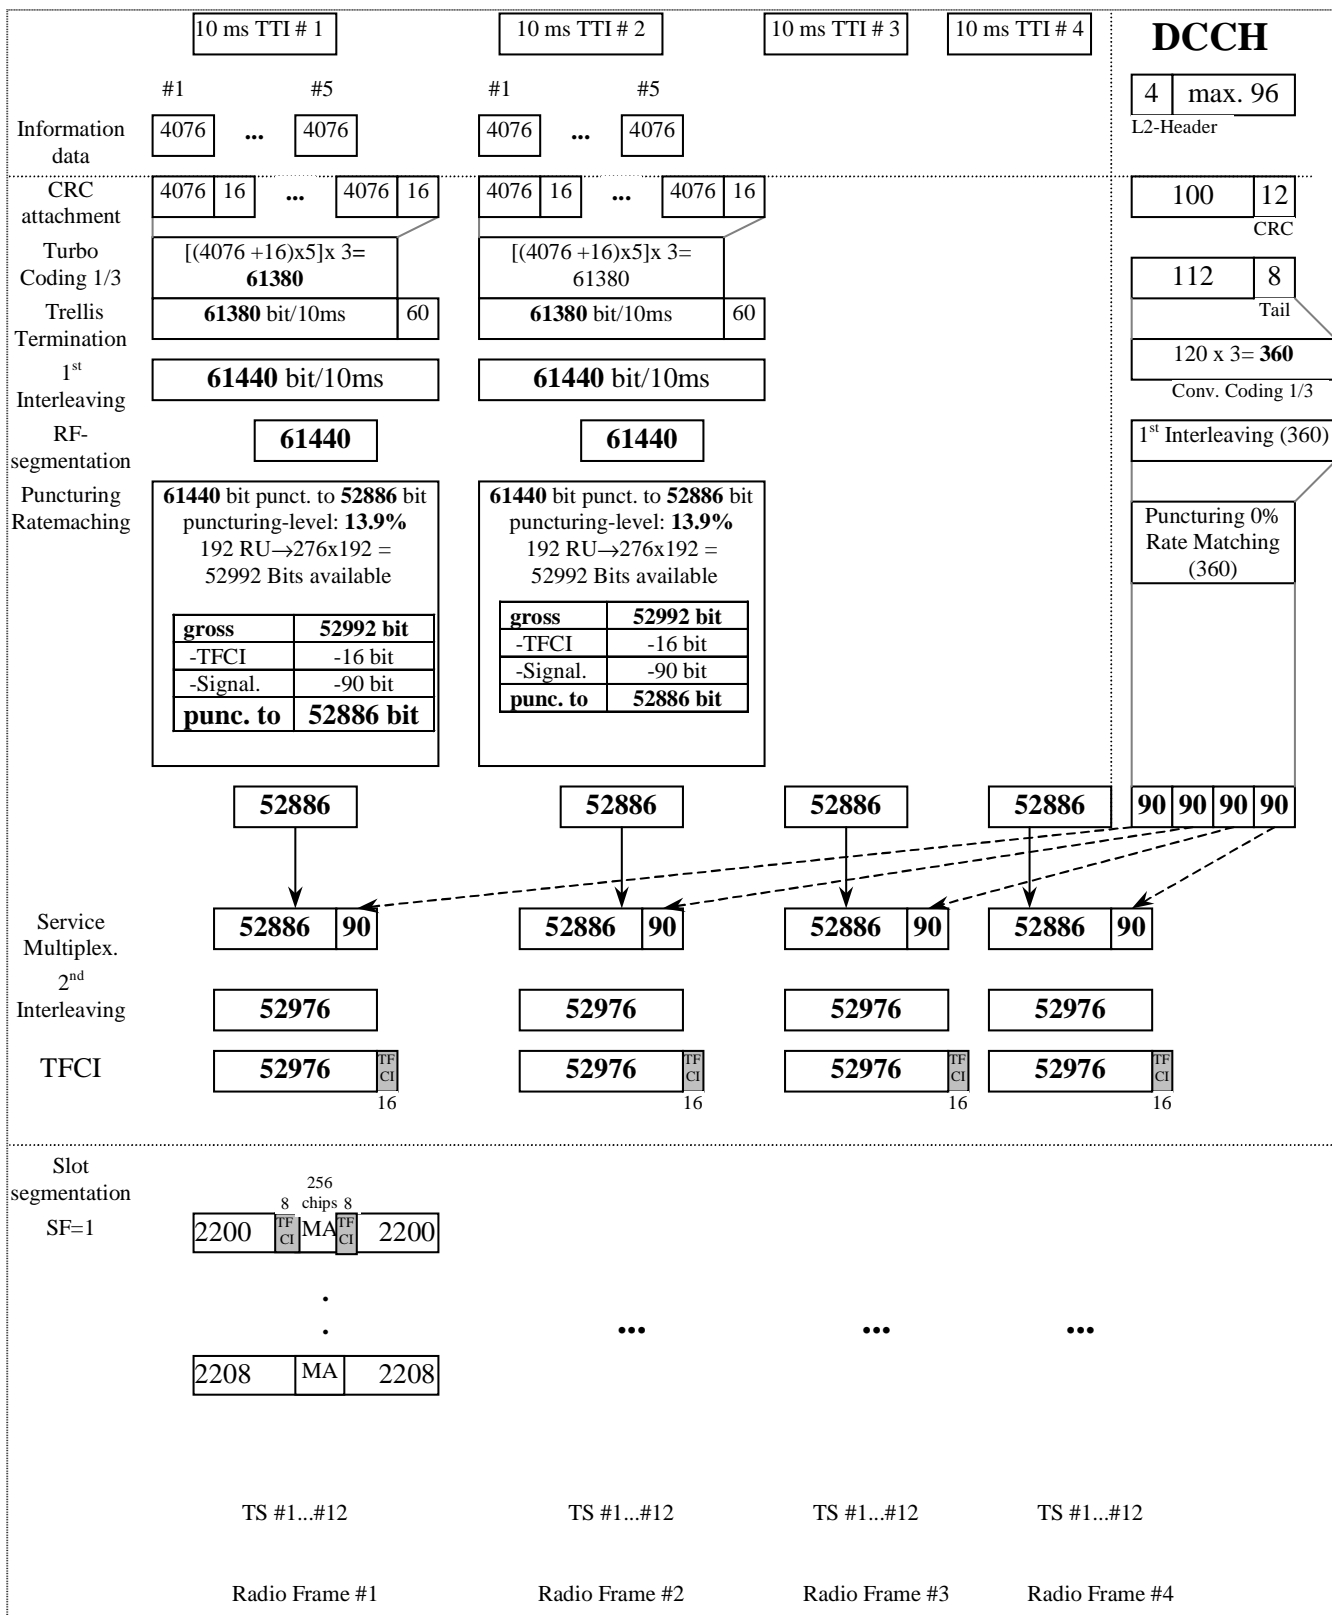 10 ms TTI # 1 10 ms TTI # 2 10 ms TTI # 3 10 ms TTI # 4 DCCH
#1 #5 #1 #5
4 max. 96
L2-Header
Information
data
4076 ... 4076 4076 ... 4076
CRC
attachment
4076 16 ... 4076 16 4076 16 ... 4076 16 100 12
CRC
Turbo
Coding 1/3
[(4076 +16)x5]x 3=
61380
[(4076 +16)x5]x 3=
61380
112 8
Tail
Trellis
Termination
61380 bit/10ms 60 61380 bit/10ms 60
120 x 3= 360
Conv. Coding 1/3
1st
Interleaving
61440 bit/10ms 61440 bit/10ms
1st Interleaving (360)
RF-
segmentation
61440 61440
Puncturing
Ratemaching
61440 bit punct. to 52886 bit
puncturing-level: 13.9%
192 RU→276x192 =
52992 Bits available
gross 52992 bit
-TFCI -16 bit
-Signal. -90 bit
punc. to 52886 bit
61440 bit punct. to 52886 bit
puncturing-level: 13.9%
192 RU→276x192 =
52992 Bits available
gross 52992 bit
-TFCI -16 bit
-Signal. -90 bit
punc. to 52886 bit
Puncturing 0%
Rate Matching
(360)
52886 52886 52886 52886 90 90 90 90
Service
Multiplex.
52886 90 52886 90 52886 90 52886 90
2nd
Interleaving
52976 52976 52976 52976
TFCI
52976 TF CI 52976 TF CI 52976 TF CI 52976 TF CI
16 16 16 16
Slot
segmentation
SF=1
256
8 chips 8
2200 TF CI MA TF CI 2200
.
.
... ... ...
2208 MA 2208
TS #1...#12 TS #1...#12 TS #1...#12 TS #1...#12
Radio Frame #1 Radio Frame #2 Radio Frame #3 Radio Frame #4